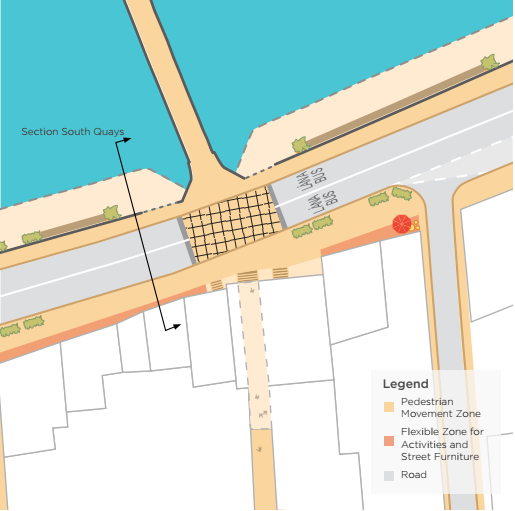 Section South Quays
BUS
LANA
BUS
LANA
Legend
Pedestrian
Movement Zone
Flexible Zone for
Activities and
Street Furniture
Road